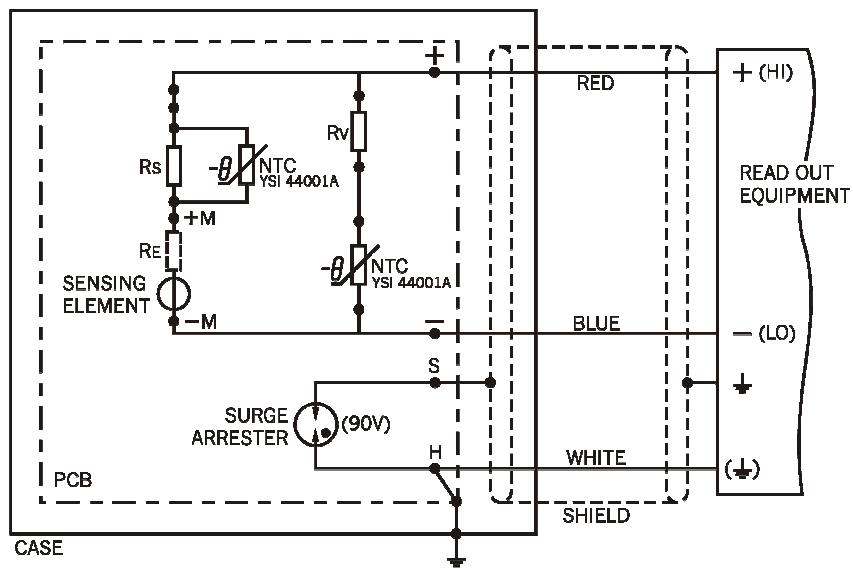 +
RED
+ (HI)
RS
-θ NTC
YSI 44001A
RV
READ OUT
EQUIPMENT
+M
RE
-θ NTC
YSI 44001A
SENSING
ELEMENT
−M
−
BLUE
− (LO)
S
SURGE
ARRESTER
(90V)
H
WHITE
( )
PCB
SHIELD
CASE